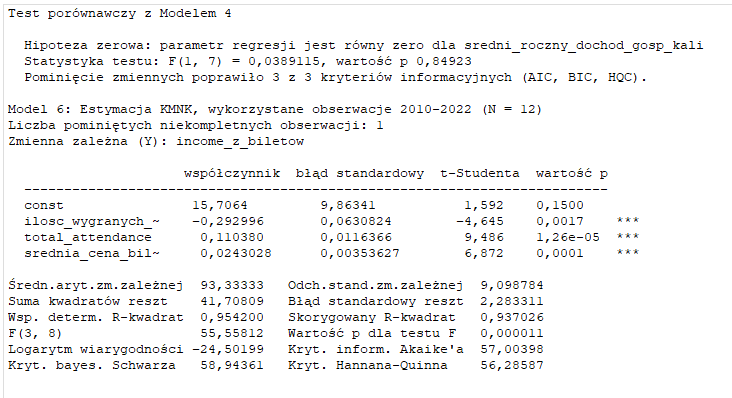 Test porównawczy z Modelem 4
Hipoteza zerowa: parametr regresji jest równy zero dla sredni_roczny_dochod_gosp_kali
Statystyka testu: F(1, 7) = 0,0389115, wartość p 0,84923
Pominięcie zmiennych poprawiło 3 z 3 kryteriów informacyjnych (AIC, BIC, HQC).
Model 6: Estymacja KMNK, wykorzystane obserwacje 2010-2022 (N = 12)
Liczba pominiętych niekompletnych obserwacji: 1
Zmienna zależna (Y): income_z_biletow
współczynnik błąd standardowy t-Studenta wartość p
---------------------------------------------------------------------------
const 15,7064 9,86341 1,592 0,1500
ilosc_wygranych_~ −0,292996 0,0630824 −4,645 0,0017 ***
total_attendance 0,110380 0,0116366 9,486 1,26e-05 ***
srednia_cena_bil~ 0,0243028 0,00353627 6,872 0,0001 ***
Średn.aryt.zm.zależnej 93,33333 Odch.stand.zm.zależnej 9,098784
Suma kwadratów reszt 41,70809 Błąd standardowy reszt 2,283311
Wsp. determ. R-kwadrat 0,954200 Skorygowany R-kwadrat 0,937026
F(3, 8) 55,55812 Wartość p dla testu F 0,000011
Logarytm wiarygodności −24,50199 Kryt. inform. Akaike'a 57,00398
Kryt. bayes. Schwarza 58,94361 Kryt. Hannana-Quinna 56,28587